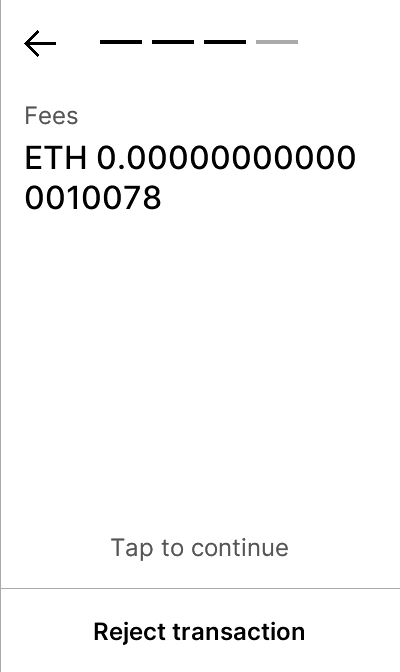 Fees
ETH 0.00000000000
0010078
Tap to continue
Reject transaction